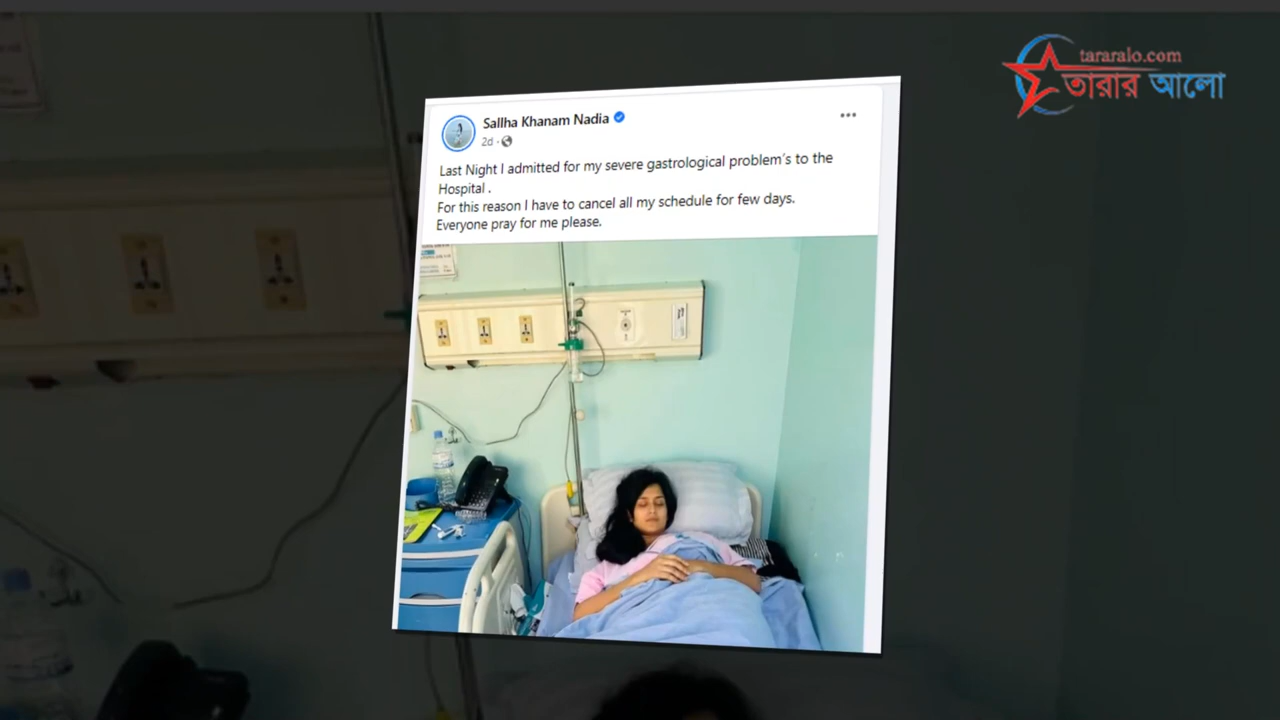 tararalo.com
তারার আলো
Sallha Khanam Nadia
2d
Last Night I admitted for my severe gastrological problem's to the
Hospital .
For this reason I have to cancel all my schedule for few days.
Everyone pray for me please.